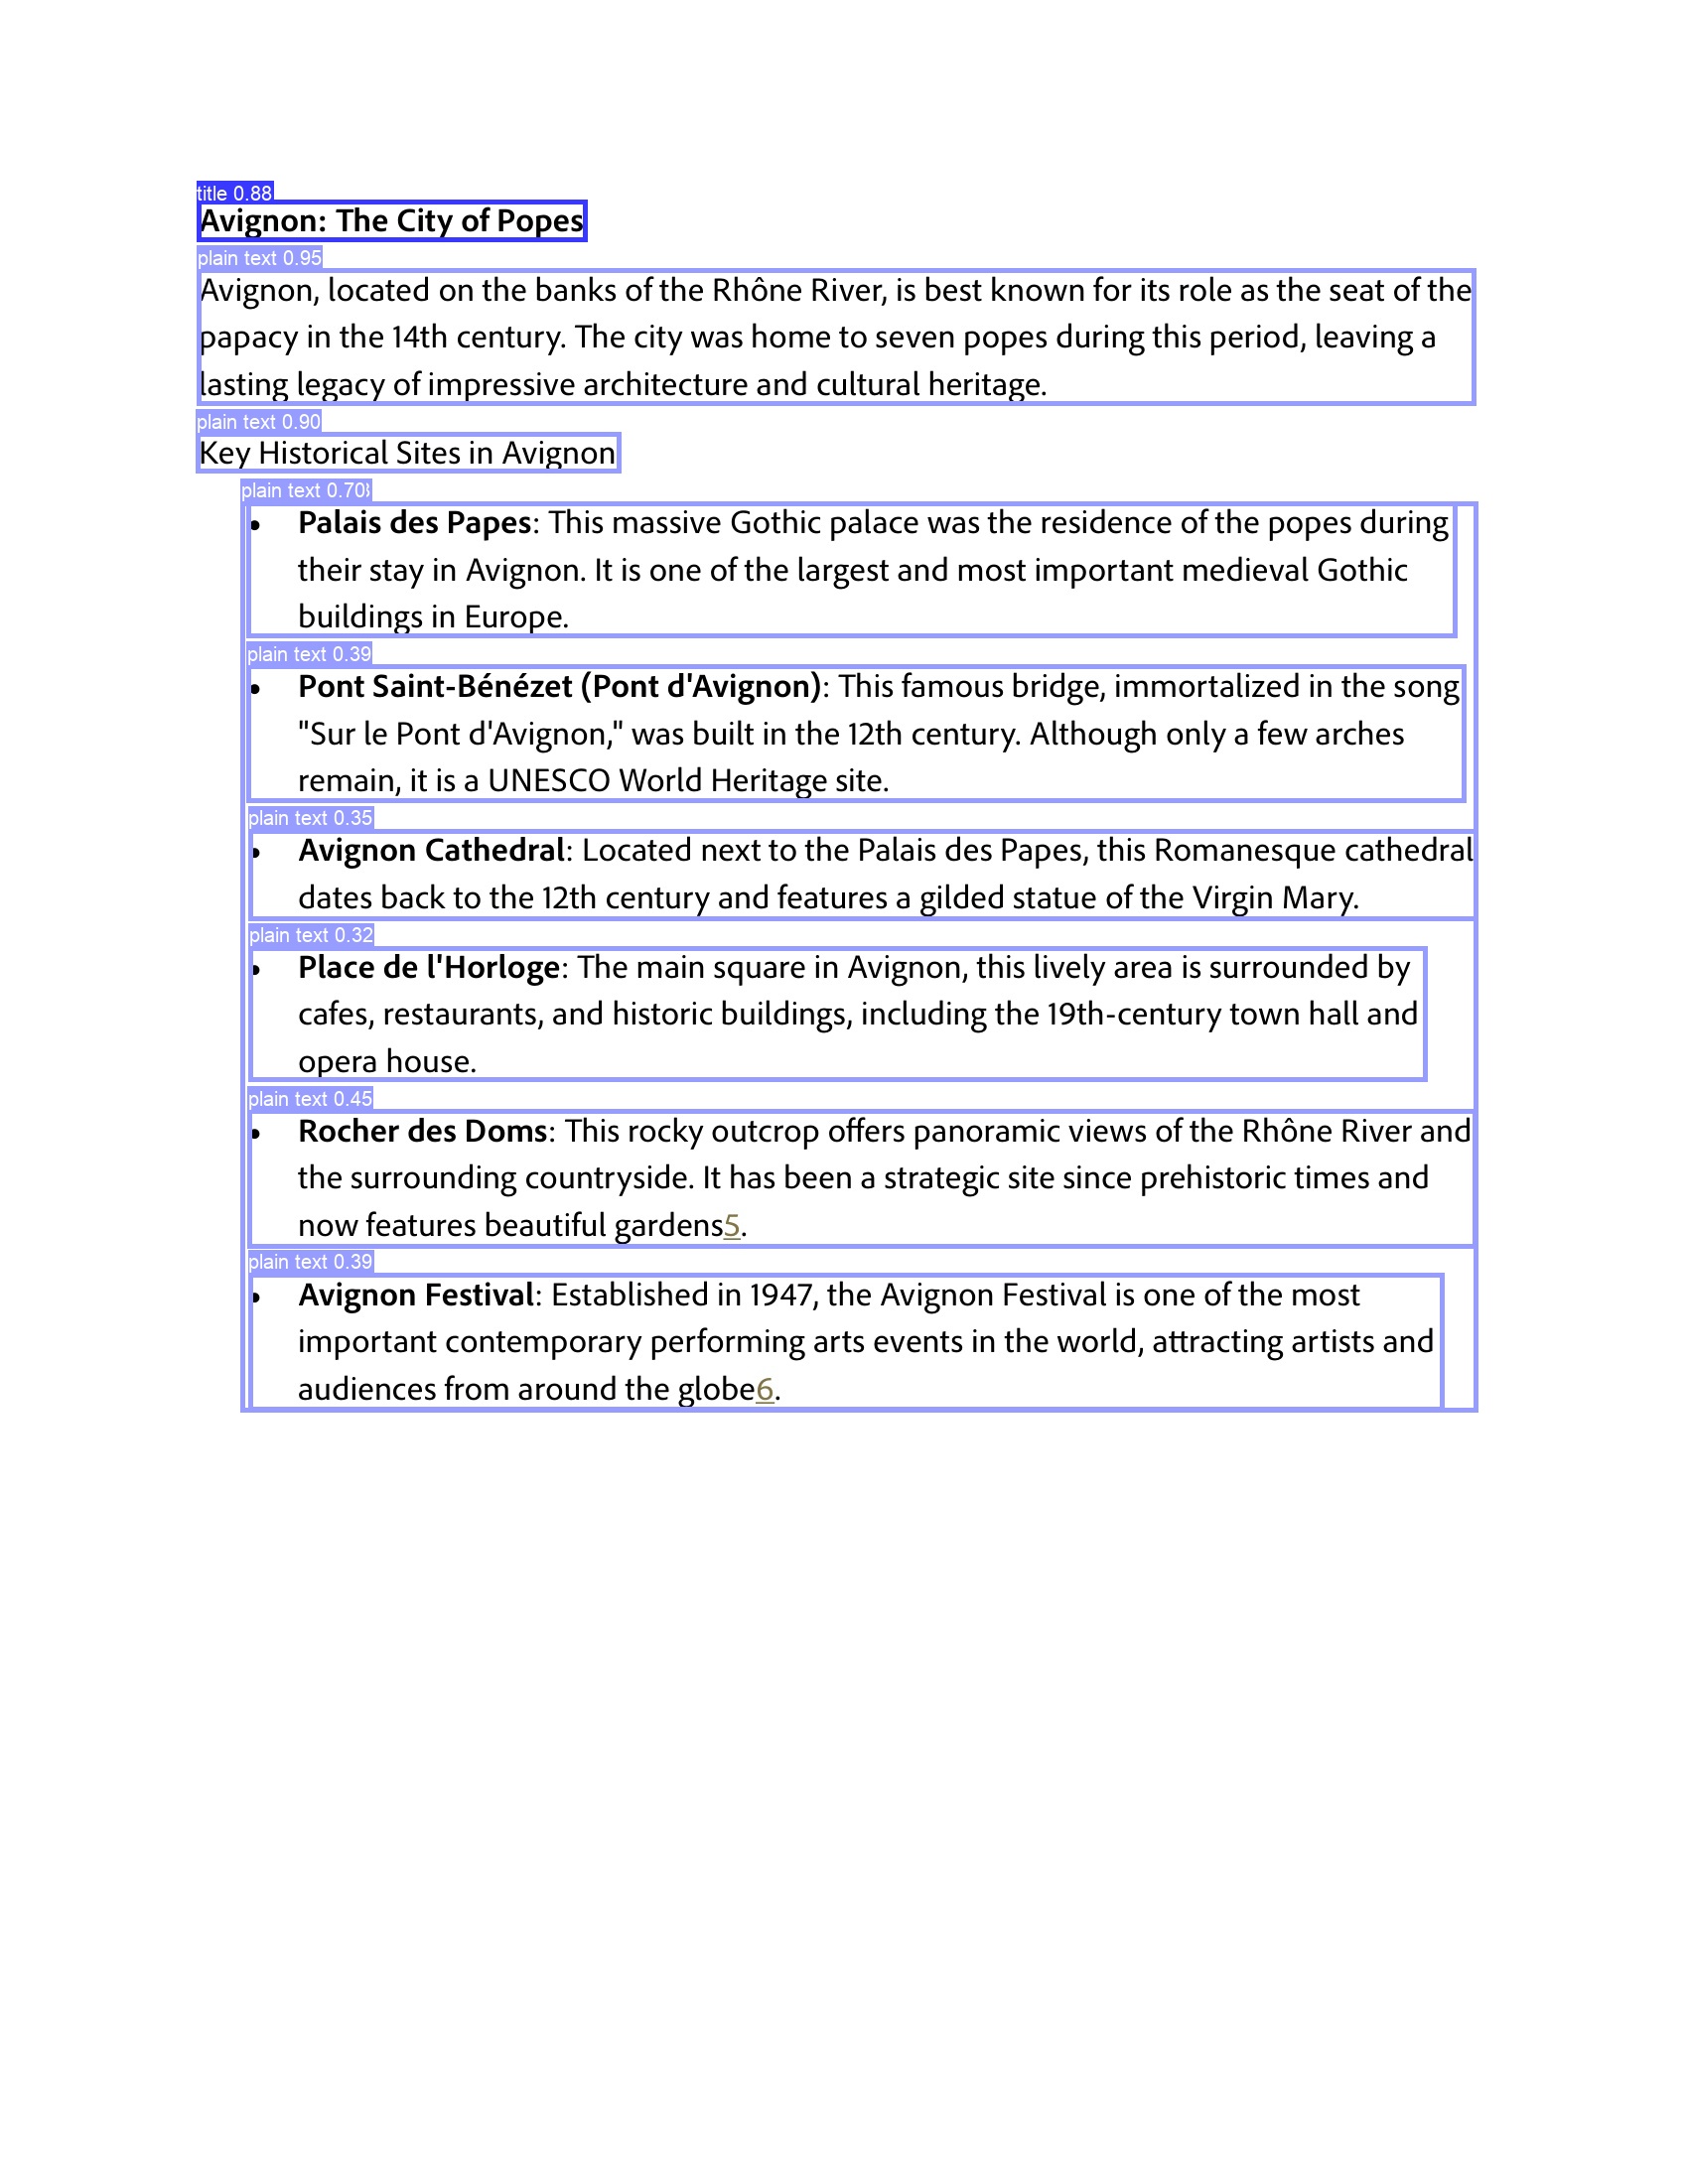 title 0.88
Avignon: The City of Popes
plain text 0.95
Avignon, located on the banks of the Rhône River, is best known for its role as the seat of the
papacy in the 14th century. The city was home to seven popes during this period, leaving a
lasting legacy of impressive architecture and cultural heritage.
plain text 0.90
Key Historical Sites in Avignon
plain text 0.70
• Palais des Papes: This massive Gothic palace was the residence of the popes during
their stay in Avignon. It is one of the largest and most important medieval Gothic
buildings in Europe.
plain text 0.39
• Pont Saint-Bénézet (Pont d'Avignon): This famous bridge, immortalized in the song
"Sur le Pont d'Avignon," was built in the 12th century. Although only a few arches
remain, it is a UNESCO World Heritage site.
plain text 0.35
• Avignon Cathedral: Located next to the Palais des Papes, this Romanesque cathedral
dates back to the 12th century and features a gilded statue of the Virgin Mary.
plain text 0.32
• Place de l'Horloge: The main square in Avignon, this lively area is surrounded by
cafes, restaurants, and historic buildings, including the 19th-century town hall and
opera house.
plain text 0.45
• Rocher des Doms: This rocky outcrop offers panoramic views of the Rhône River and
the surrounding countryside. It has been a strategic site since prehistoric times and
now features beautiful gardens5.
plain text 0.39
• Avignon Festival: Established in 1947, the Avignon Festival is one of the most
important contemporary performing arts events in the world, attracting artists and
audiences from around the globe6.